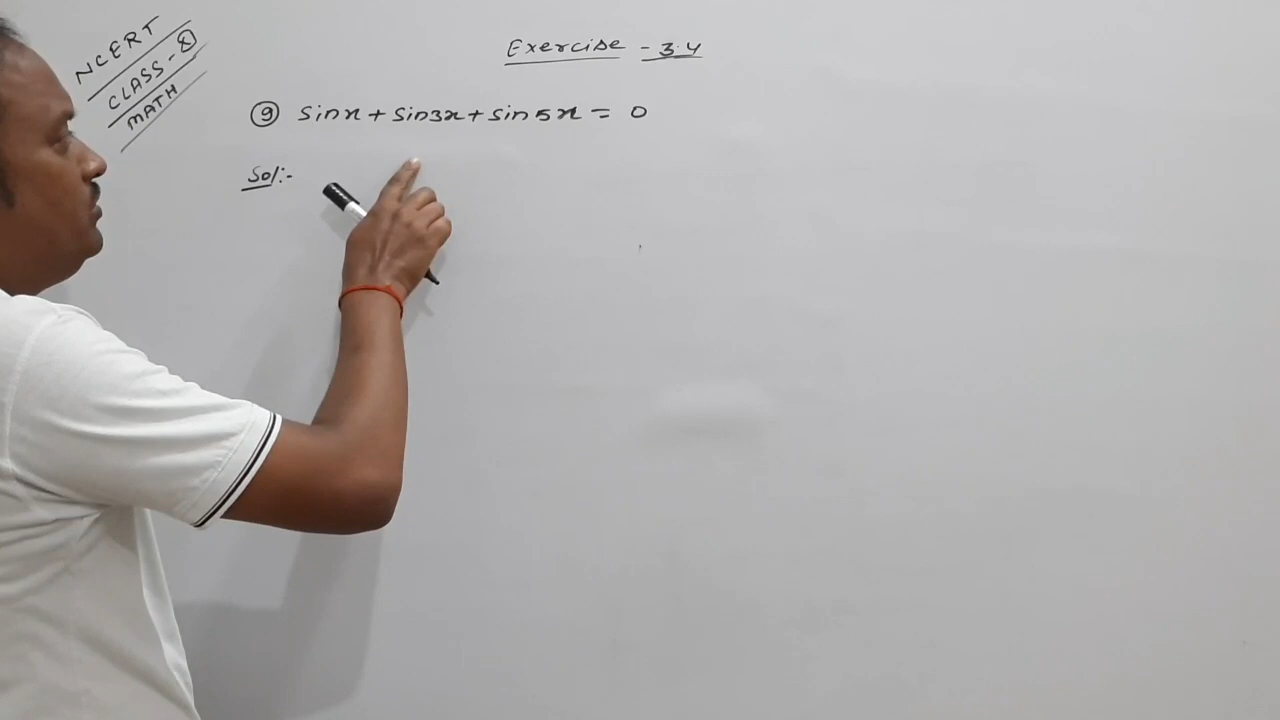 NCERT
CLASS-8
MATH
Exercise - 3.4
⑨ sinx + sin3x + sin5x = 0
Sol:-